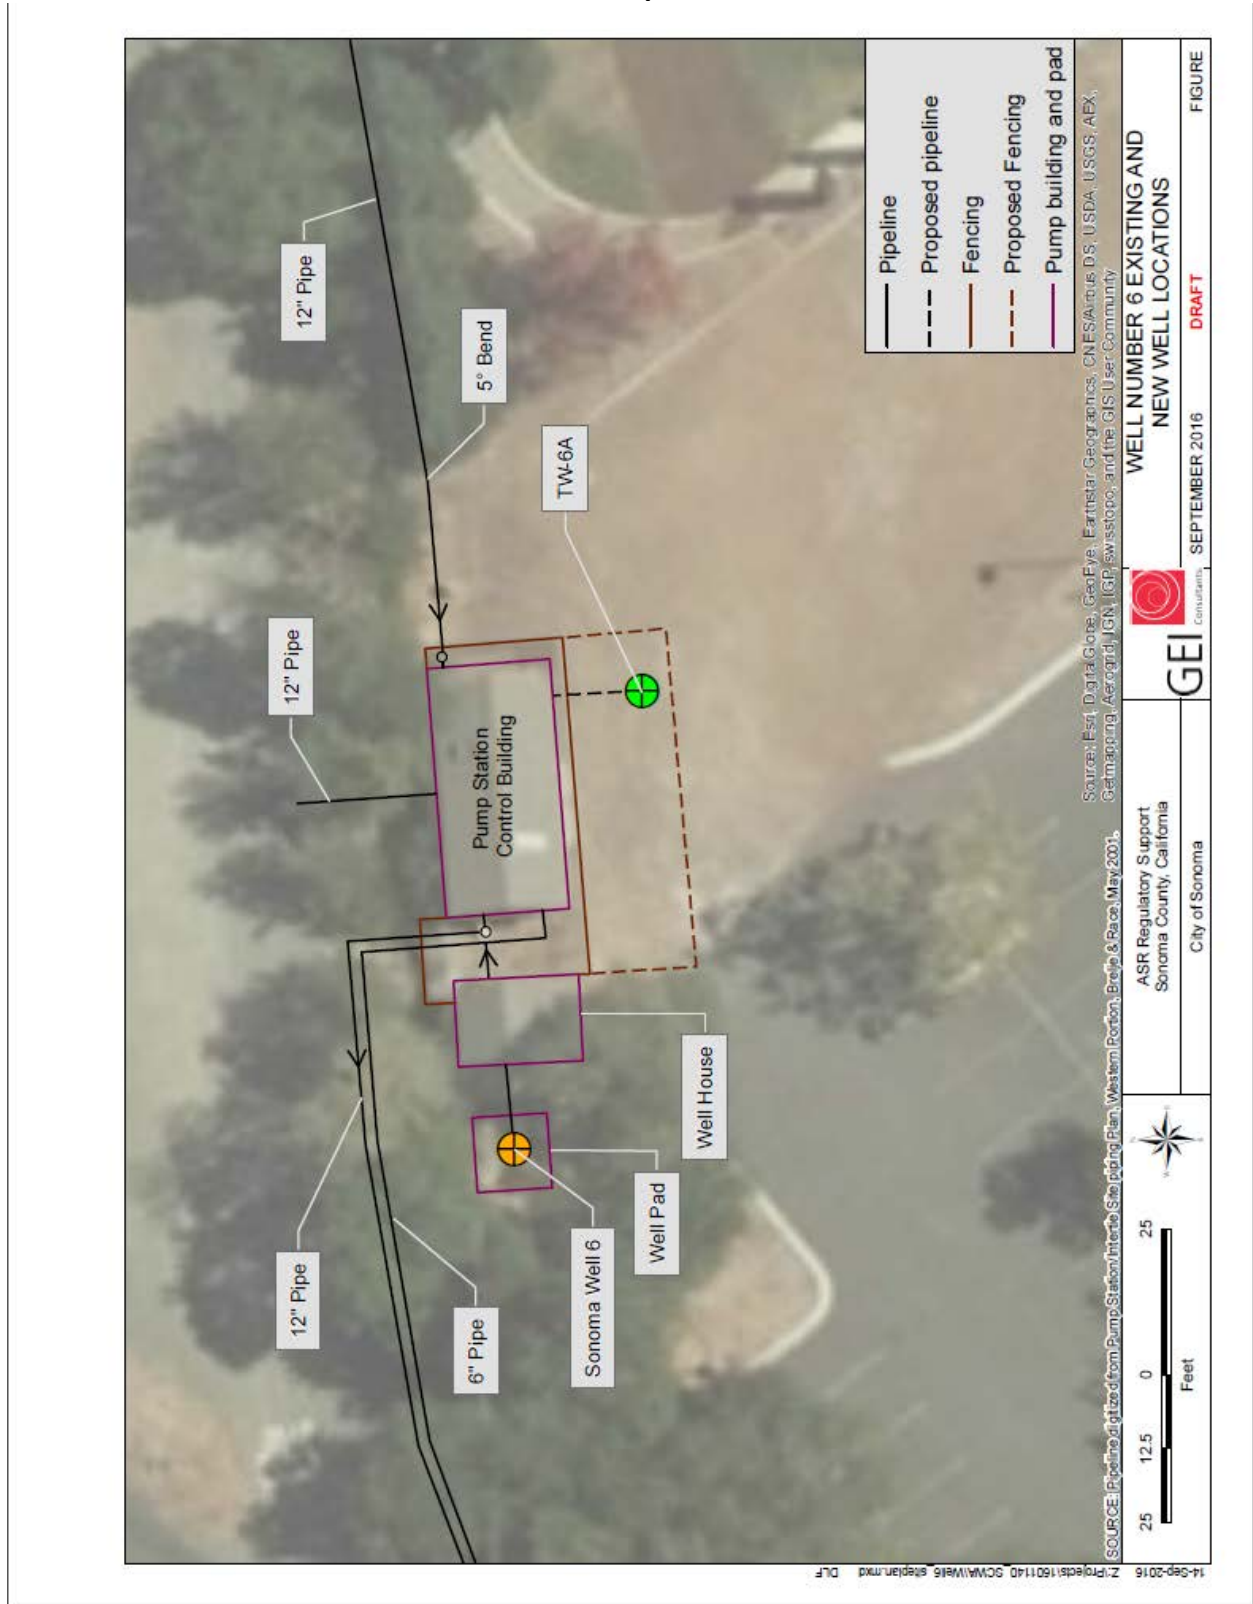 12" Pipe
6" Pipe
Sonoma Well 6
Well Pad
Well House
12" Pipe
Pump Station
Control Building
TW-6A
5° Bend
12" Pipe
Pipeline
Proposed pipeline
Fencing
Proposed Fencing
Pump building and pad
Source: Esri, DigitalGlobe, GeoEye, Earthstar Geographics, CNES/Airbus DS, USDA, USGS, AEX,
Getmapping, Aerogrid, IGN, IGP, swisstopo, and the GIS User Community
SOURCE: Pipeline digitized from Pump Station/Intertie Site piping Plan, Western Portion, Brelje & Race, May 2001.
25 12.5 0 25
Feet
N
E
S
W
ASR Regulatory Support
Sonoma County, California
City of Sonoma
GEI Consultants
WELL NUMBER 6 EXISTING AND
NEW WELL LOCATIONS
SEPTEMBER 2016 DRAFT FIGURE
14-Sep-2016 Z:\Projects\1601140_SCWA\Well6_siteplan.mxd DLF